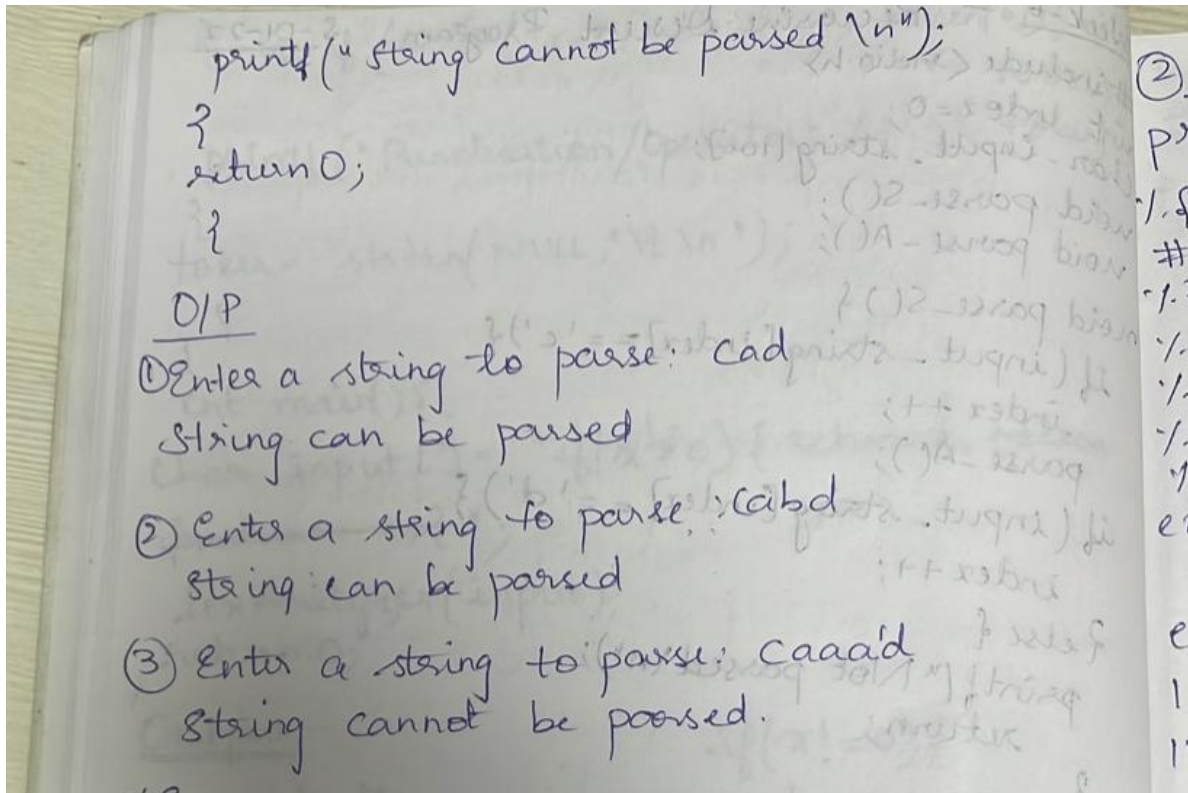 printf (" string cannot be parsed \n");
}
return 0;
}
O/P
① Enter a string to parse: cad
String can be parsed
② Enter a string to parse: cabd
string can be parsed
③ Enter a string to parse: caaad
String cannot be parsed.
②
#